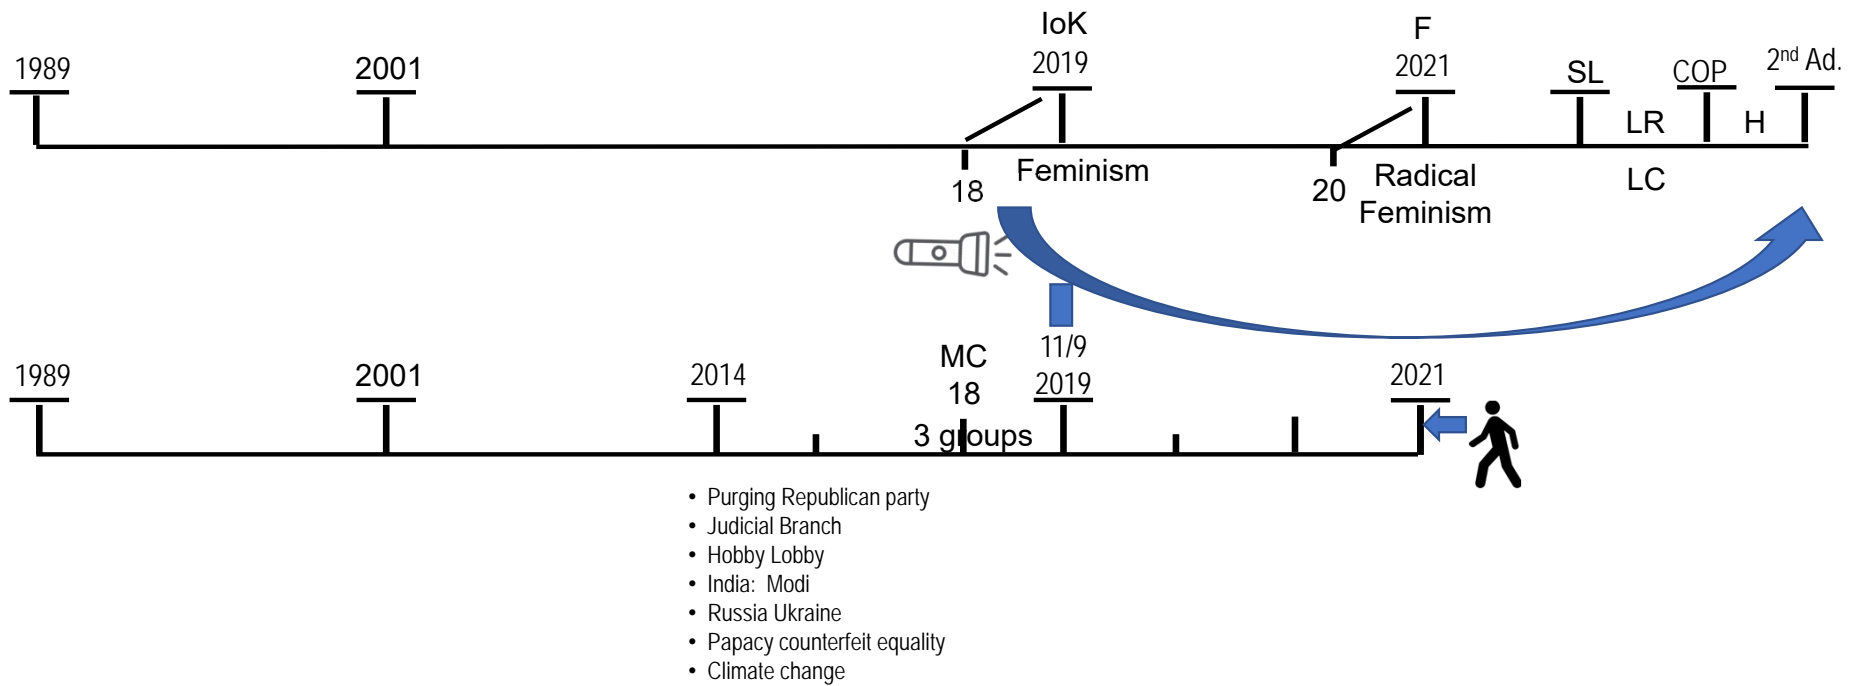 IoK
F
1989
2001
2019
2021
SL
COP
2nd Ad.
LR
H
18
Feminism
20
Radical
Feminism
LC
11/9
MC
1989
2001
2014
18
2019
2021
3 groups
• Purging Republican party
• Judicial Branch
• Hobby Lobby
• India: Modi
• Russia Ukraine
• Papacy counterfeit equality
• Climate change